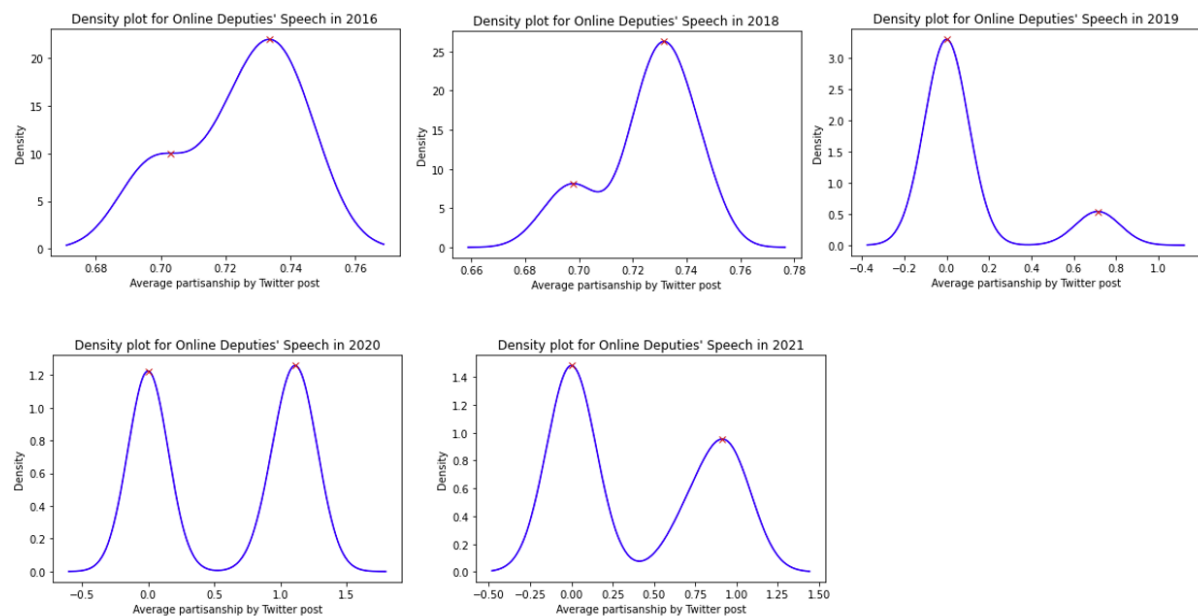 Density plot for Online Deputies' Speech in 2016
Density
20
15
10
5
0
0.68 0.70 0.72 0.74 0.76
Average partisanship by Twitter post
Density plot for Online Deputies' Speech in 2018
Density
25
20
15
10
5
0
0.66 0.68 0.70 0.72 0.74 0.76 0.78
Average partisanship by Twitter post
Density plot for Online Deputies' Speech in 2019
Density
3.0
2.5
2.0
1.5
1.0
0.5
0.0
−0.4 −0.2 0.0 0.2 0.4 0.6 0.8 1.0
Average partisanship by Twitter post
Density plot for Online Deputies' Speech in 2020
Density
1.2
1.0
0.8
0.6
0.4
0.2
0.0
−0.5 0.0 0.5 1.0 1.5
Average partisanship by Twitter post
Density plot for Online Deputies' Speech in 2021
Density
1.4
1.2
1.0
0.8
0.6
0.4
0.2
0.0
−0.50 −0.25 0.00 0.25 0.50 0.75 1.00 1.25 1.50
Average partisanship by Twitter post